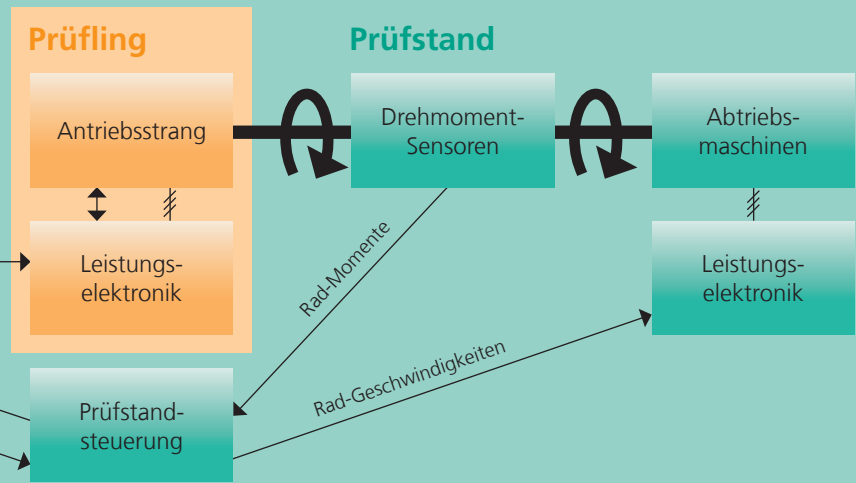 Prüfling
Prüfstand
Antriebsstrang
Drehmoment-
Sensoren
Abtriebs-
maschinen
Leistungs-
elektronik
Leistungs-
elektronik
Rad-Momente
Rad-Geschwindigkeiten
Prüfstand-
steuerung